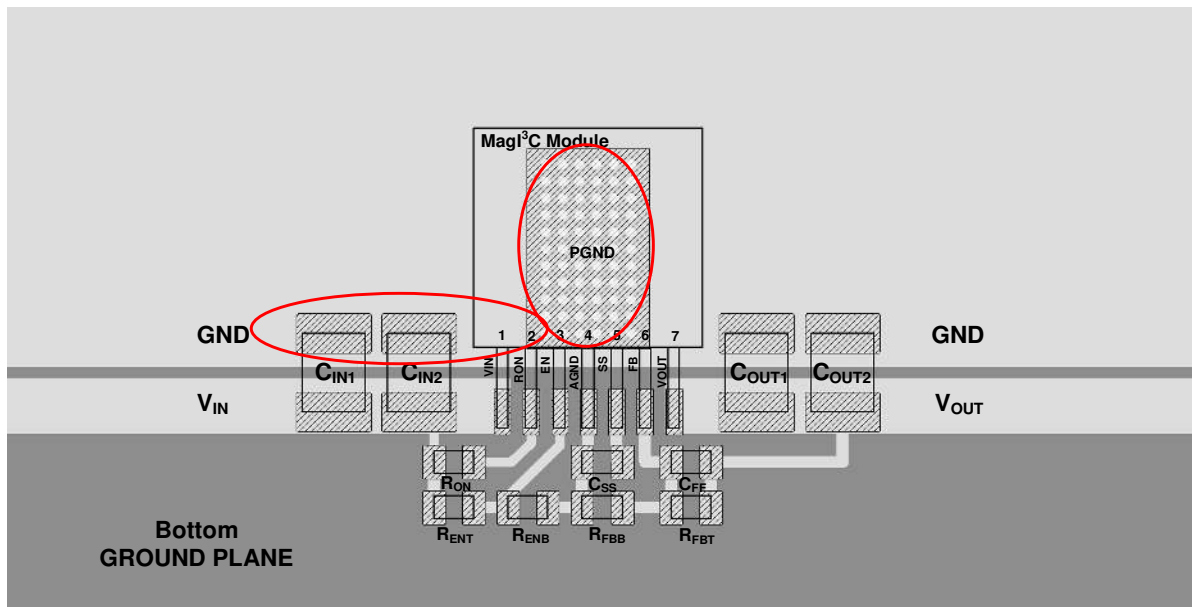 MagI³C Module
PGND
GND
1 2 3 4 5 6 7
GND
VIN RON EN AGND SS FB VOUT
CIN1 CIN2 COUT1 COUT2
VIN
VOUT
RON CSS CFF
RENT RENB RFBB RFBT
Bottom
GROUND PLANE